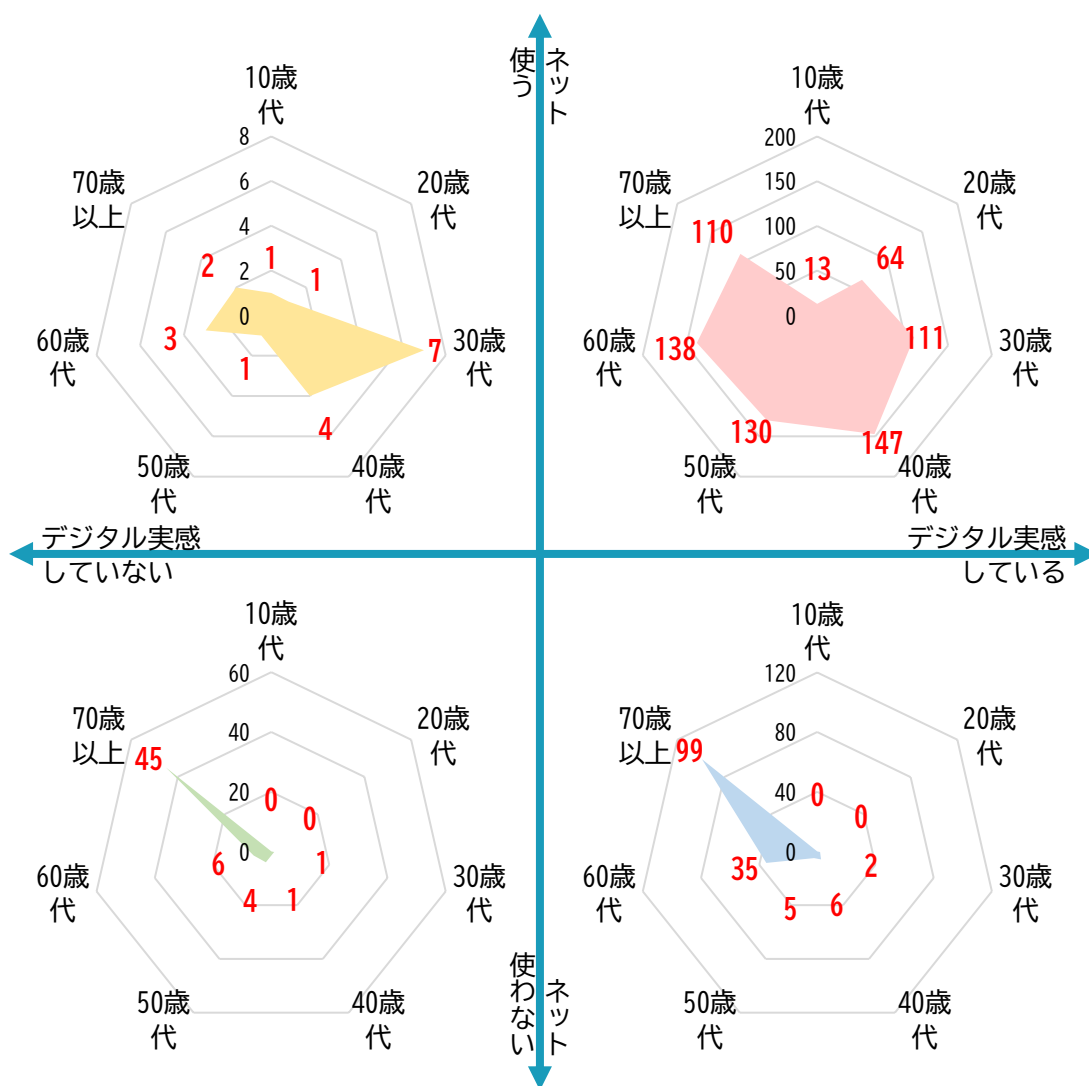 ネット
使う
10歳
代
20歳
代
30歳
代
40歳
代
50歳
代
60歳
代
70歳
以上
8
6
4
2
0
1
1
7
4
1
3
2
10歳
代
20歳
代
30歳
代
40歳
代
50歳
代
60歳
代
70歳
以上
200
150
100
50
0
13
64
111
147
130
138
110
デジタル実感
していない
デジタル実感
している
10歳
代
20歳
代
30歳
代
40歳
代
50歳
代
60歳
代
70歳
以上
60
40
20
0
0
0
1
1
4
6
45
10歳
代
20歳
代
30歳
代
40歳
代
50歳
代
60歳
代
70歳
以上
120
80
40
0
0
0
2
6
5
35
99
ネット
使わない